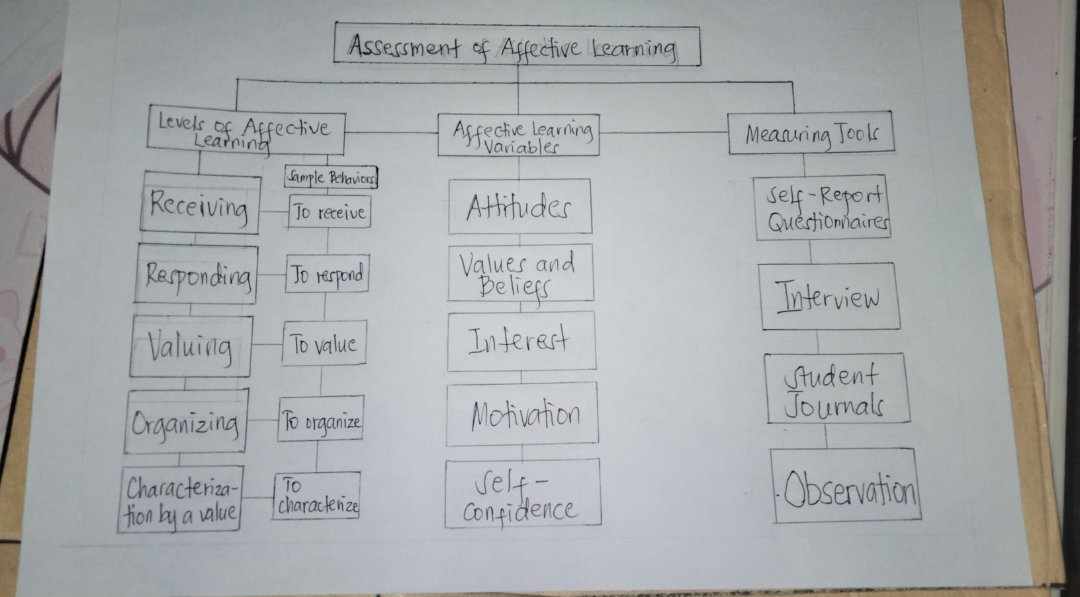 Assessment of Affective Learning
Levels of Affective
Learning
Sample Behaviors
Receiving
To receive
Responding
To respond
Valuing
To value
Organizing
To organize
Characteriza-
tion by a value
To
characterize
Affective Learning
Variables
Attitudes
Values and
Beliefs
Interest
Motivation
Self-
Confidence
Measuring Tools
Self-Report
Questionnaires
Interview
Student
Journals
Observation